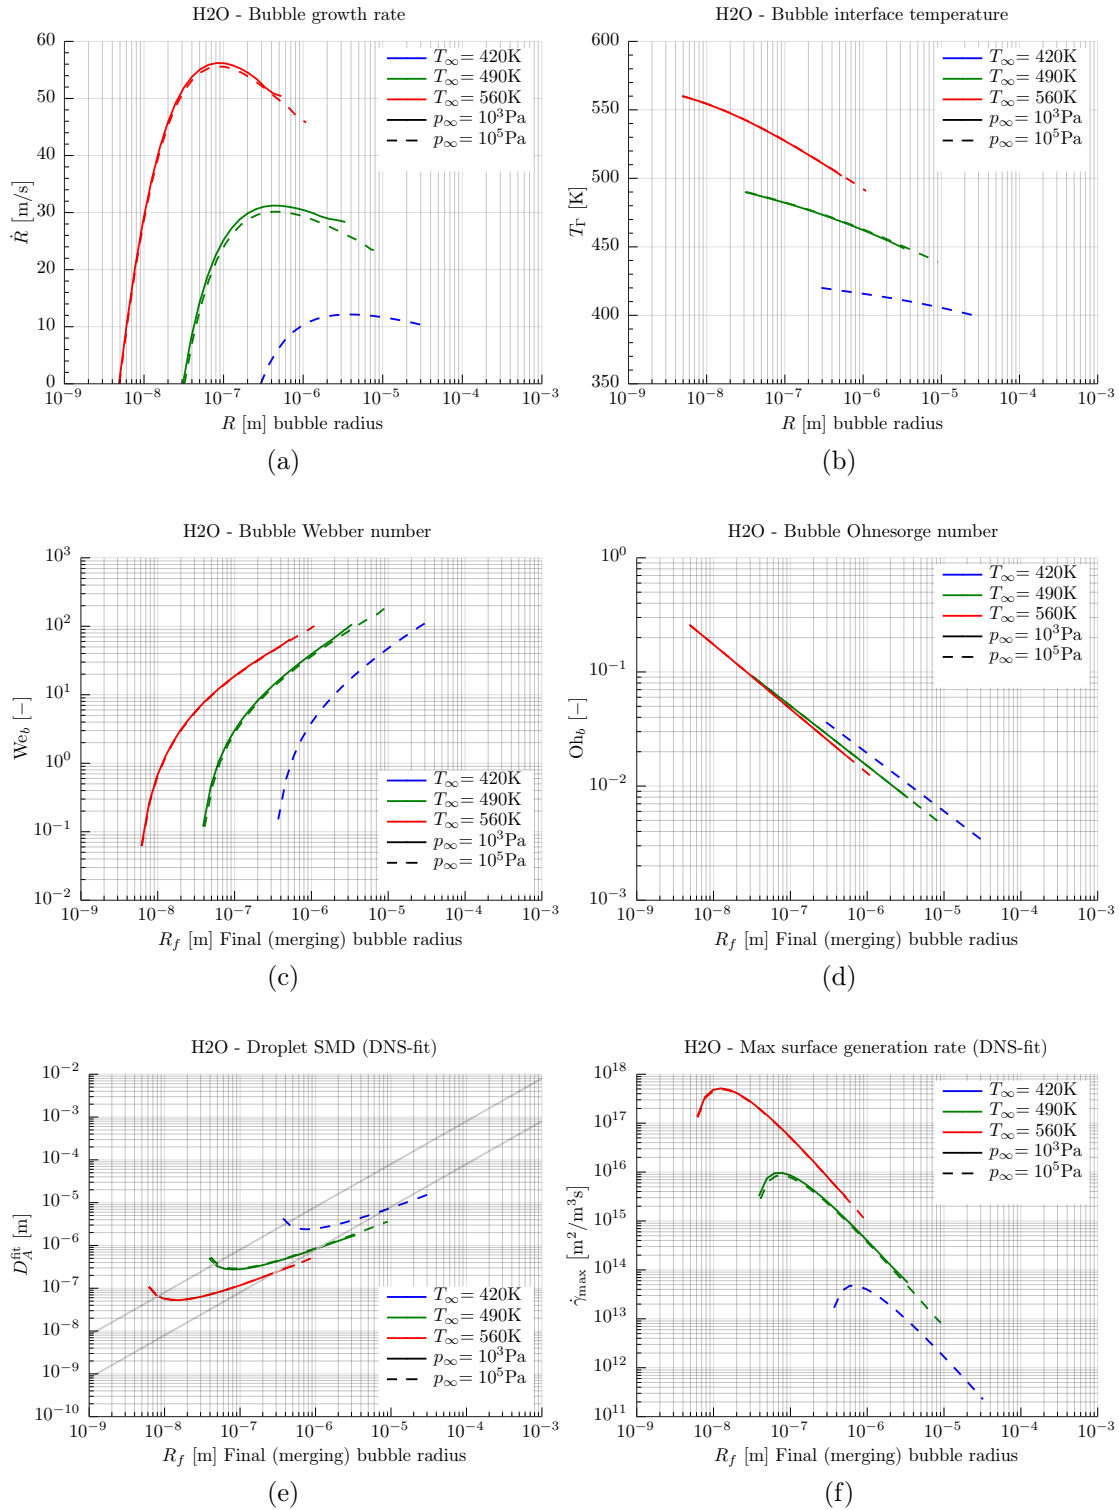 H2O - Bubble growth rate
60
50
40
30
20
10
0
Ṙ [m/s]
10⁻⁹ 10⁻⁸ 10⁻⁷ 10⁻⁶ 10⁻⁵ 10⁻⁴ 10⁻³
R [m] bubble radius
T∞= 420K
T∞= 490K
T∞= 560K
p∞= 10³Pa
p∞= 10⁵Pa
(a)
H2O - Bubble interface temperature
600
550
500
450
400
350
T_Γ [K]
10⁻⁹ 10⁻⁸ 10⁻⁷ 10⁻⁶ 10⁻⁵ 10⁻⁴ 10⁻³
R [m] bubble radius
T∞= 420K
T∞= 490K
T∞= 560K
p∞= 10³Pa
p∞= 10⁵Pa
(b)
H2O - Bubble Webber number
10³
10²
10¹
10⁰
10⁻¹
10⁻²
We_b [−]
10⁻⁹ 10⁻⁸ 10⁻⁷ 10⁻⁶ 10⁻⁵ 10⁻⁴ 10⁻³
R_f [m] Final (merging) bubble radius
T∞= 420K
T∞= 490K
T∞= 560K
p∞= 10³Pa
p∞= 10⁵Pa
(c)
H2O - Bubble Ohnesorge number
10⁰
10⁻¹
10⁻²
10⁻³
Oh_b [−]
10⁻⁹ 10⁻⁸ 10⁻⁷ 10⁻⁶ 10⁻⁵ 10⁻⁴ 10⁻³
R_f [m] Final (merging) bubble radius
T∞= 420K
T∞= 490K
T∞= 560K
p∞= 10³Pa
p∞= 10⁵Pa
(d)
H2O - Droplet SMD (DNS-fit)
10⁻²
10⁻³
10⁻⁴
10⁻⁵
10⁻⁶
10⁻⁷
10⁻⁸
10⁻⁹
10⁻¹⁰
D_A^fit [m]
10⁻⁹ 10⁻⁸ 10⁻⁷ 10⁻⁶ 10⁻⁵ 10⁻⁴ 10⁻³
R_f [m] Final (merging) bubble radius
T∞= 420K
T∞= 490K
T∞= 560K
p∞= 10³Pa
p∞= 10⁵Pa
(e)
H2O - Max surface generation rate (DNS-fit)
10¹⁸
10¹⁷
10¹⁶
10¹⁵
10¹⁴
10¹³
10¹²
10¹¹
γ̇_max [m²/m³s]
10⁻⁹ 10⁻⁸ 10⁻⁷ 10⁻⁶ 10⁻⁵ 10⁻⁴ 10⁻³
R_f [m] Final (merging) bubble radius
T∞= 420K
T∞= 490K
T∞= 560K
p∞= 10³Pa
p∞= 10⁵Pa
(f)